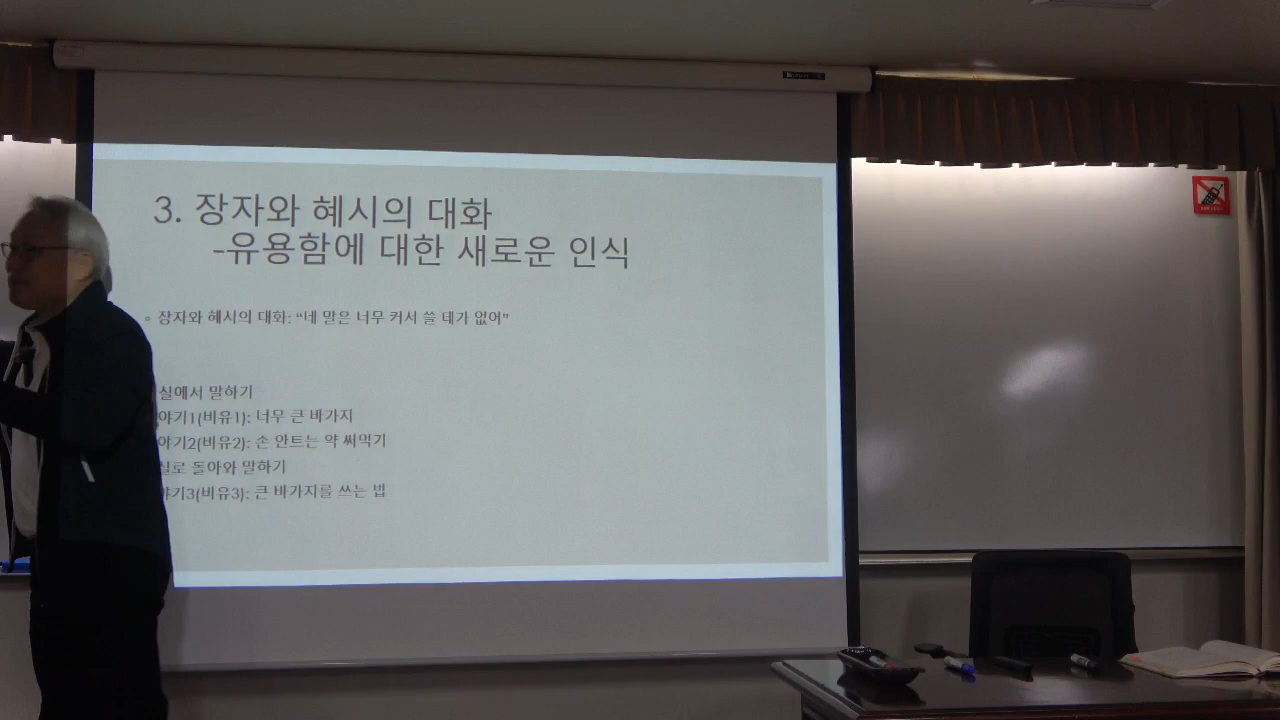 3. 장자와 혜시의 대화
-유용함에 대한 새로운 인식
장자와 혜시의 대화: “네 말은 너무 커서 쓸 데가 없어”
실에서 말하기
야기1(비유1): 너무 큰 바가지
야기2(비유2): 손 안트는 약 써먹기
실로 돌아와 말하기
야기3(비유3): 큰 바가지를 쓰는 법